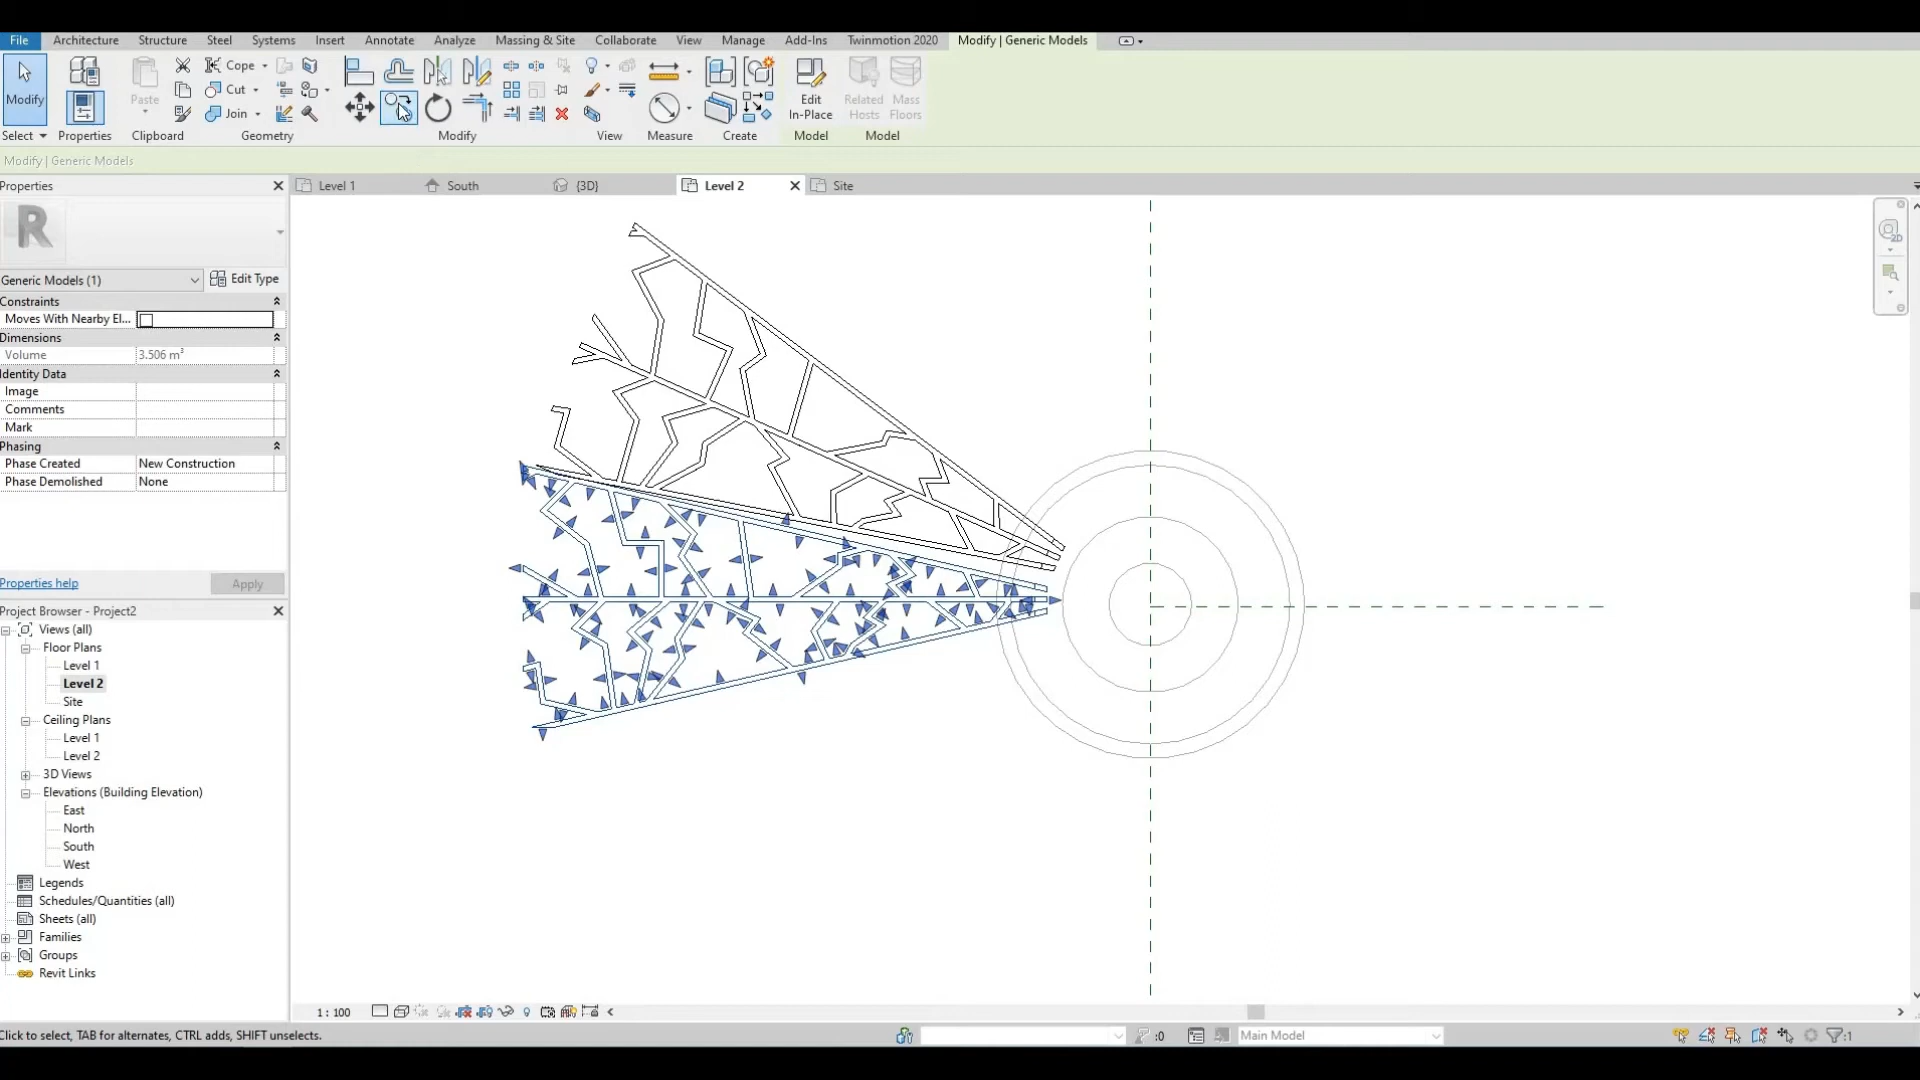 File Architecture Structure Steel Systems Insert Annotate Analyze Massing & Site Collaborate View Manage Add-Ins Twinmotion 2020 Modify | Generic Models
Modify
Paste
Cope
Cut
Join
Edit In-Place
Related Hosts
Mass Floors
Select Properties Clipboard Geometry Modify View Measure Create Model Model
Modify | Generic Models
Properties
Level 1 South {3D} Level 2 Site
R
2D
Generic Models (1) Edit Type
Constraints
Moves With Nearby El...
Dimensions
Volume 3.506 m³
Identity Data
Image
Comments
Mark
Phasing
Phase Created New Construction
Phase Demolished None
Properties help Apply
Project Browser - Project2
Views (all)
Floor Plans
Level 1
Level 2
Site
Ceiling Plans
Level 1
Level 2
3D Views
Elevations (Building Elevation)
East
North
South
West
Legends
Schedules/Quantities (all)
Sheets (all)
Families
Groups
Revit Links
1 : 100
Click to select, TAB for alternates, CTRL adds, SHIFT unselects. :0 Main Model :1